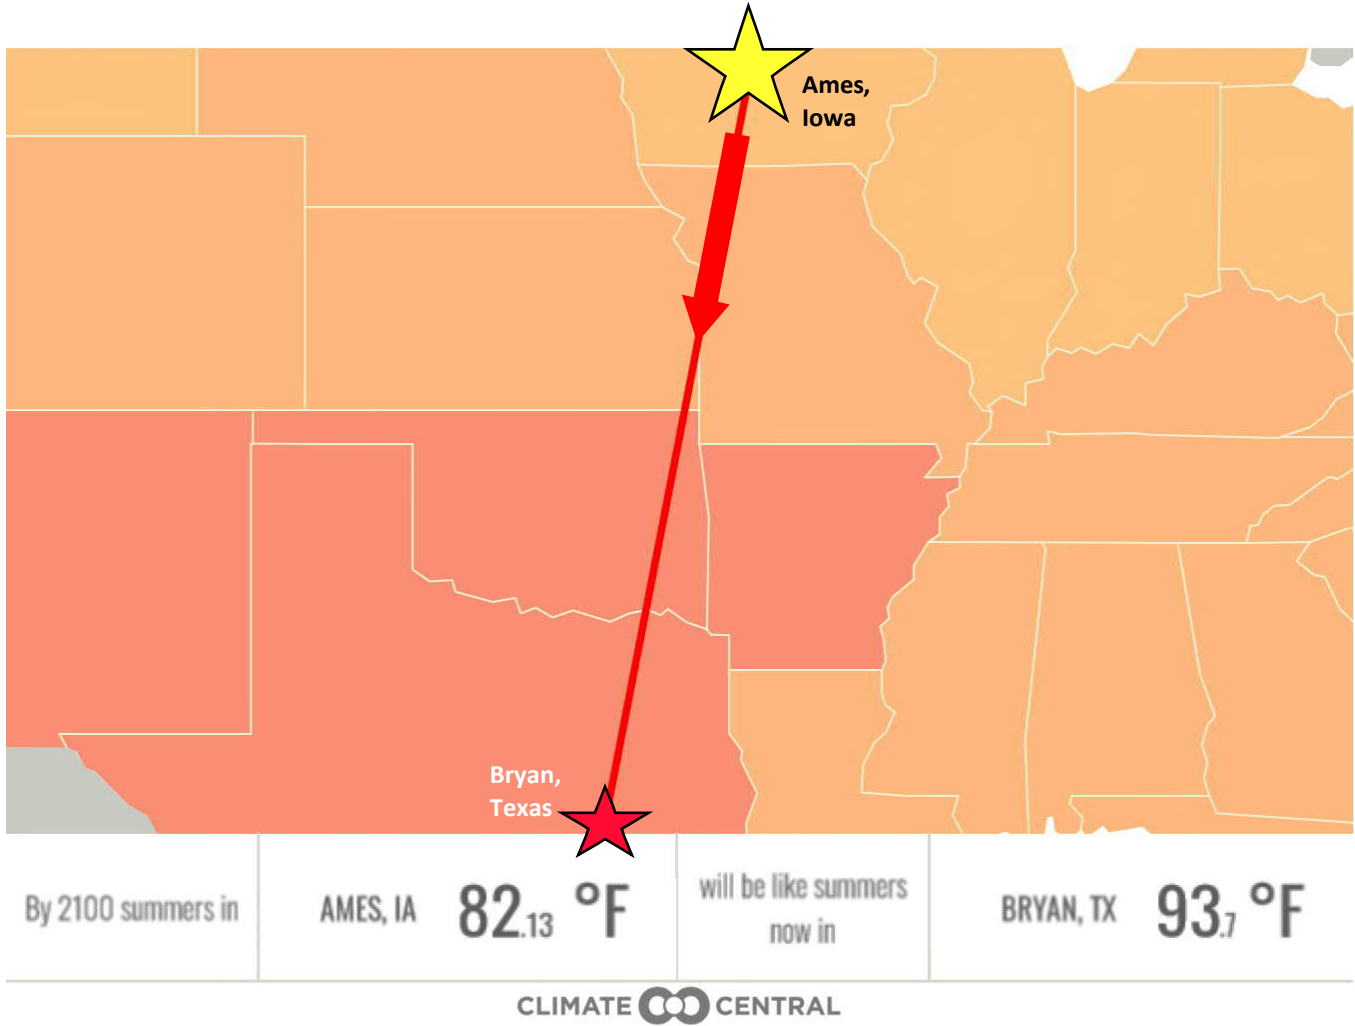 Ames,
Iowa
Bryan,
Texas
By 2100 summers in
AMES, IA
82.13 °F
will be like summers
now in
BRYAN, TX
93.7 °F
CLIMATE CENTRAL